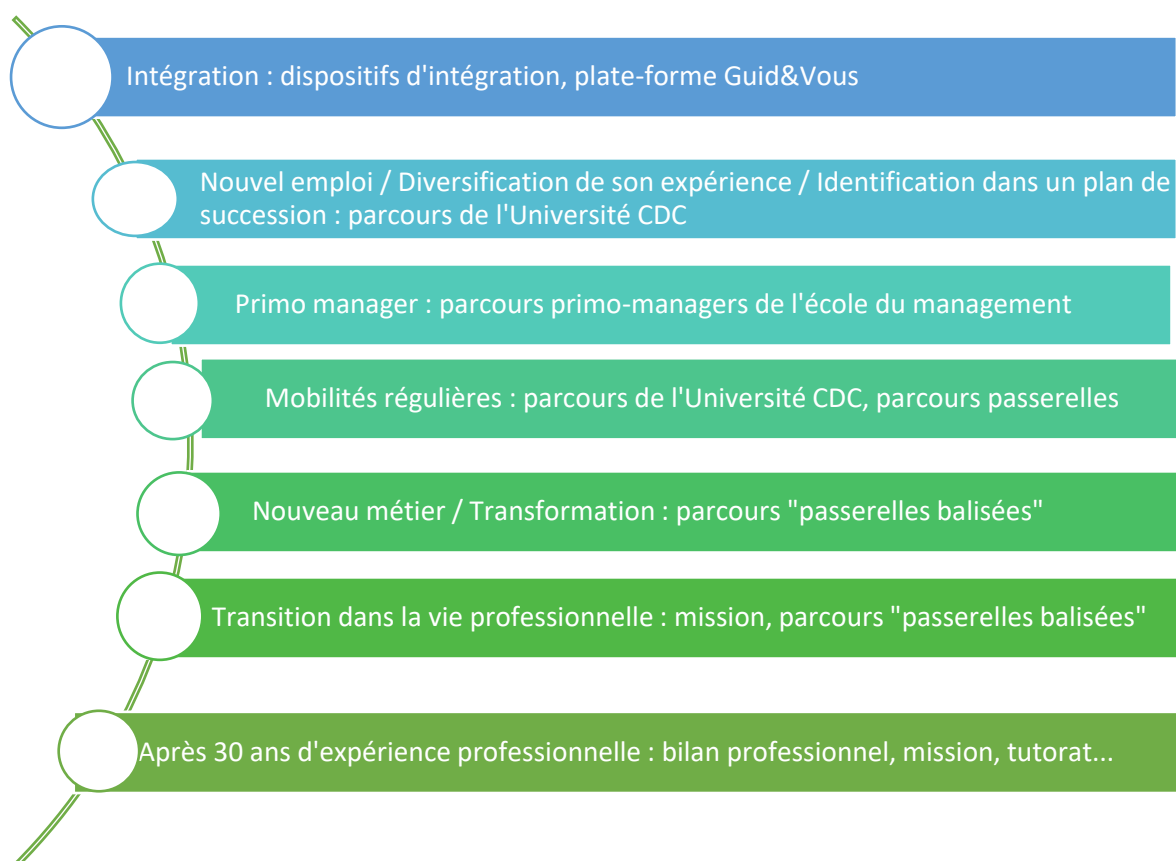 Intégration : dispositifs d'intégration, plate-forme Guid&Vous
Nouvel emploi / Diversification de son expérience / Identification dans un plan de
succession : parcours de l'Université CDC
Primo manager : parcours primo-managers de l'école du management
Mobilités régulières : parcours de l'Université CDC, parcours passerelles
Nouveau métier / Transformation : parcours "passerelles balisées"
Transition dans la vie professionnelle : mission, parcours "passerelles balisées"
Après 30 ans d'expérience professionnelle : bilan professionnel, mission, tutorat...